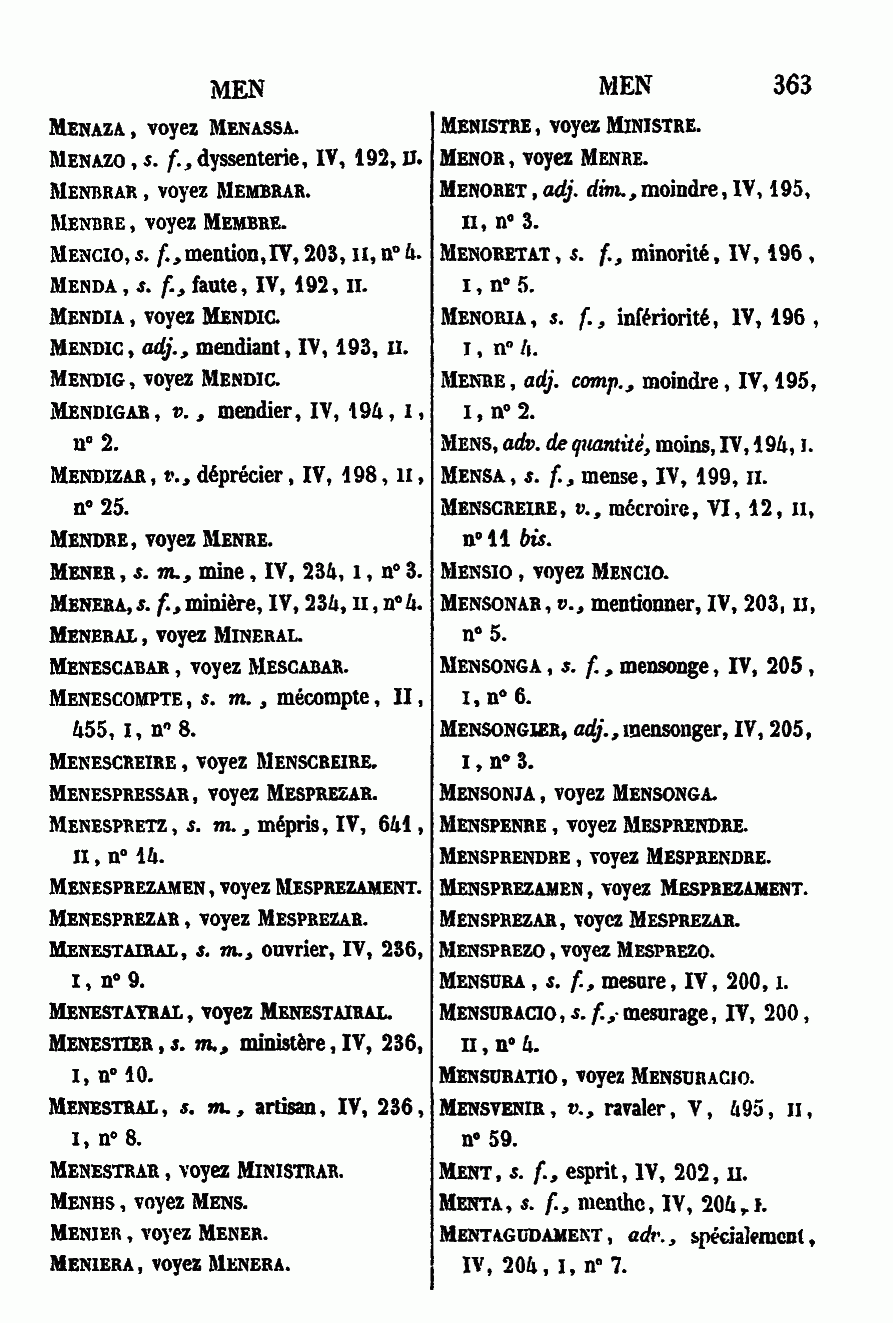 MEN
MENAZA, voyez MENASSA.
MENAZO, s. f., dyssenterie, IV, 192, II.
MENBRAR, voyez MEMBRAR.
MENBRE, voyez MEMBRE.
MENCIO, s. f., mention, IV, 203, II, n° 4.
MENDA, s. f., faute, IV, 192, II.
MENDIA, voyez MENDIC.
MENDIC, adj., mendiant, IV, 193, II.
MENDIG, voyez MENDIC.
MENDIGAR, v., mendier, IV, 194, I,
n° 2.
MENDIZAR, v., déprécier, IV, 198, II,
n° 25.
MENDRE, voyez MENRE.
MENER, s. m., mine, IV, 234, I, n° 3.
MENERA, s. f., minière, IV, 234, II, n° 4.
MENERAL, voyez MINERAL.
MENESCABAR, voyez MESCABAR.
MENESCOMPTE, s. m., mécompte, II,
455, I, n° 8.
MENESCREIRE, voyez MENSCREIRE.
MENESPRESSAR, voyez MESPREZAR.
MENESPRETZ, s. m., mépris, IV, 641,
II, n° 14.
MENESPREZAMEN, voyez MESPREZAMENT.
MENESPREZAR, voyez MESPREZAR.
MENESTAIRAL, s. m., ouvrier, IV, 236,
I, n° 9.
MENESTAYRAL, voyez MENESTAIRAL.
MENESTIER, s. m., ministère, IV, 236,
I, n° 10.
MENESTRAL, s. m., artisan, IV, 236,
I, n° 8.
MENESTRAR, voyez MINISTRAR.
MENHS, voyez MENS.
MENIER, voyez MENER.
MENIERA, voyez MENERA.
MEN 363
MENISTRE, voyez MINISTRE.
MENOR, voyez MENRE.
MENORET, adj. dim., moindre, IV, 195,
II, n° 3.
MENORETAT, s. f., minorité, IV, 196,
I, n° 5.
MENORIA, s. f., infériorité, IV, 196,
I, n° 4.
MENRE, adj. comp., moindre, IV, 195,
I, n° 2.
MENS, adv. de quantité, moins, IV, 194, I.
MENSA, s. f., mense, IV, 199, II.
MENSCREIRE, v., mécroire, VI, 12, II,
n° 11 bis.
MENSIO, voyez MENCIO.
MENSONAR, v., mentionner, IV, 203, II,
n° 5.
MENSONGA, s. f., mensonge, IV, 205,
I, n° 6.
MENSONGIER, adj., mensonger, IV, 205,
I, n° 3.
MENSONJA, voyez MENSONGA.
MENSPENRE, voyez MESPRENDRE.
MENSPRENDRE, voyez MESPRENDRE.
MENSPREZAMEN, voyez MESPREZAMENT.
MENSPREZAR, voyez MESPREZAR.
MENSPREZO, voyez MESPREZO.
MENSURA, s. f., mesure, IV, 200, I.
MENSURACIO, s. f., mesurage, IV, 200,
II, n° 4.
MENSURATIO, voyez MENSURACIO.
MENSVENIR, v., ravaler, V, 495, II,
n° 59.
MENT, s. f., esprit, IV, 202, II.
MENTA, s. f., menthe, IV, 204, I.
MENTAGUDAMENT, adv., spécialement,
IV, 204, I, n° 7.